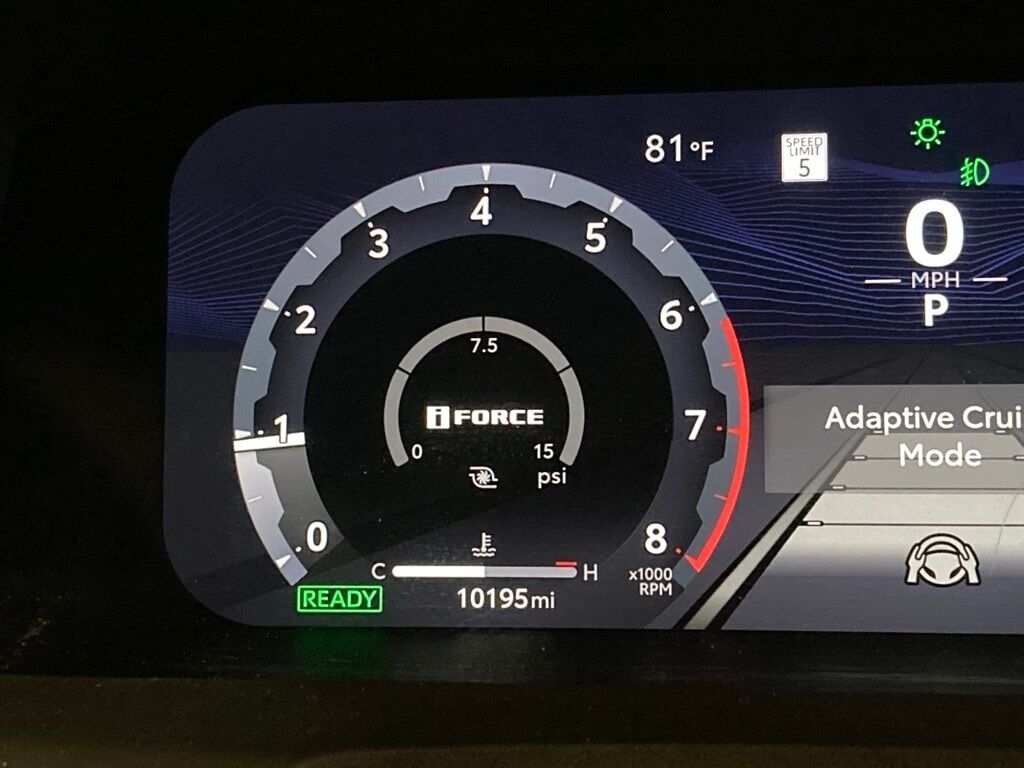 81°F
SPEED
LIMIT
5
0
MPH
P
0
1
2
3
4
5
6
7
8
x1000
RPM
7.5
i FORCE
0
15
psi
C
H
READY
10195mi
Adaptive Crui
Mode